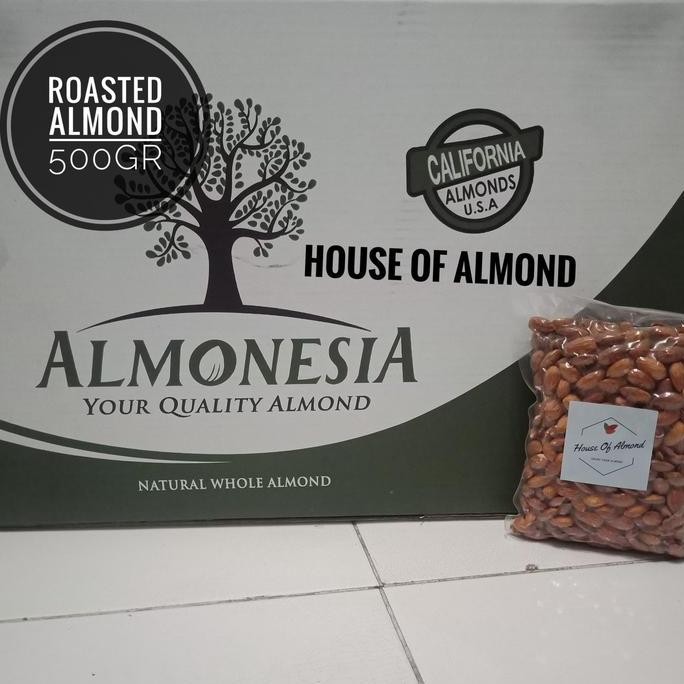 ROASTED
ALMOND
500GR
CALIFORNIA
ALMONDS
U.S.A
HOUSE OF ALMOND
ALMONESIA
YOUR QUALITY ALMOND
NATURAL WHOLE ALMOND
House Of Almond